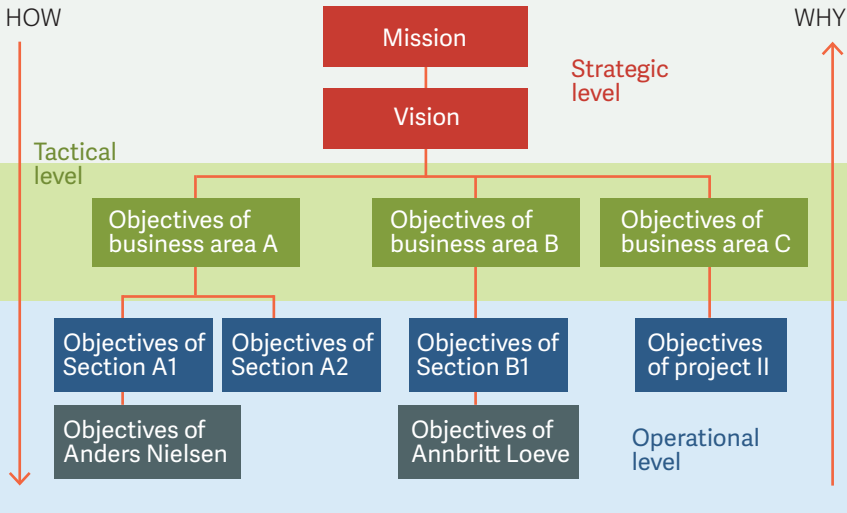 HOW
WHY
Mission
Strategic
level
Vision
Tactical
level
Objectives of
business area A
Objectives of
business area B
Objectives of
business area C
Objectives of
Section A1
Objectives of
Section A2
Objectives of
Section B1
Objectives
of project II
Objectives of
Anders Nielsen
Objectives of
Annbritt Loeve
Operational
level